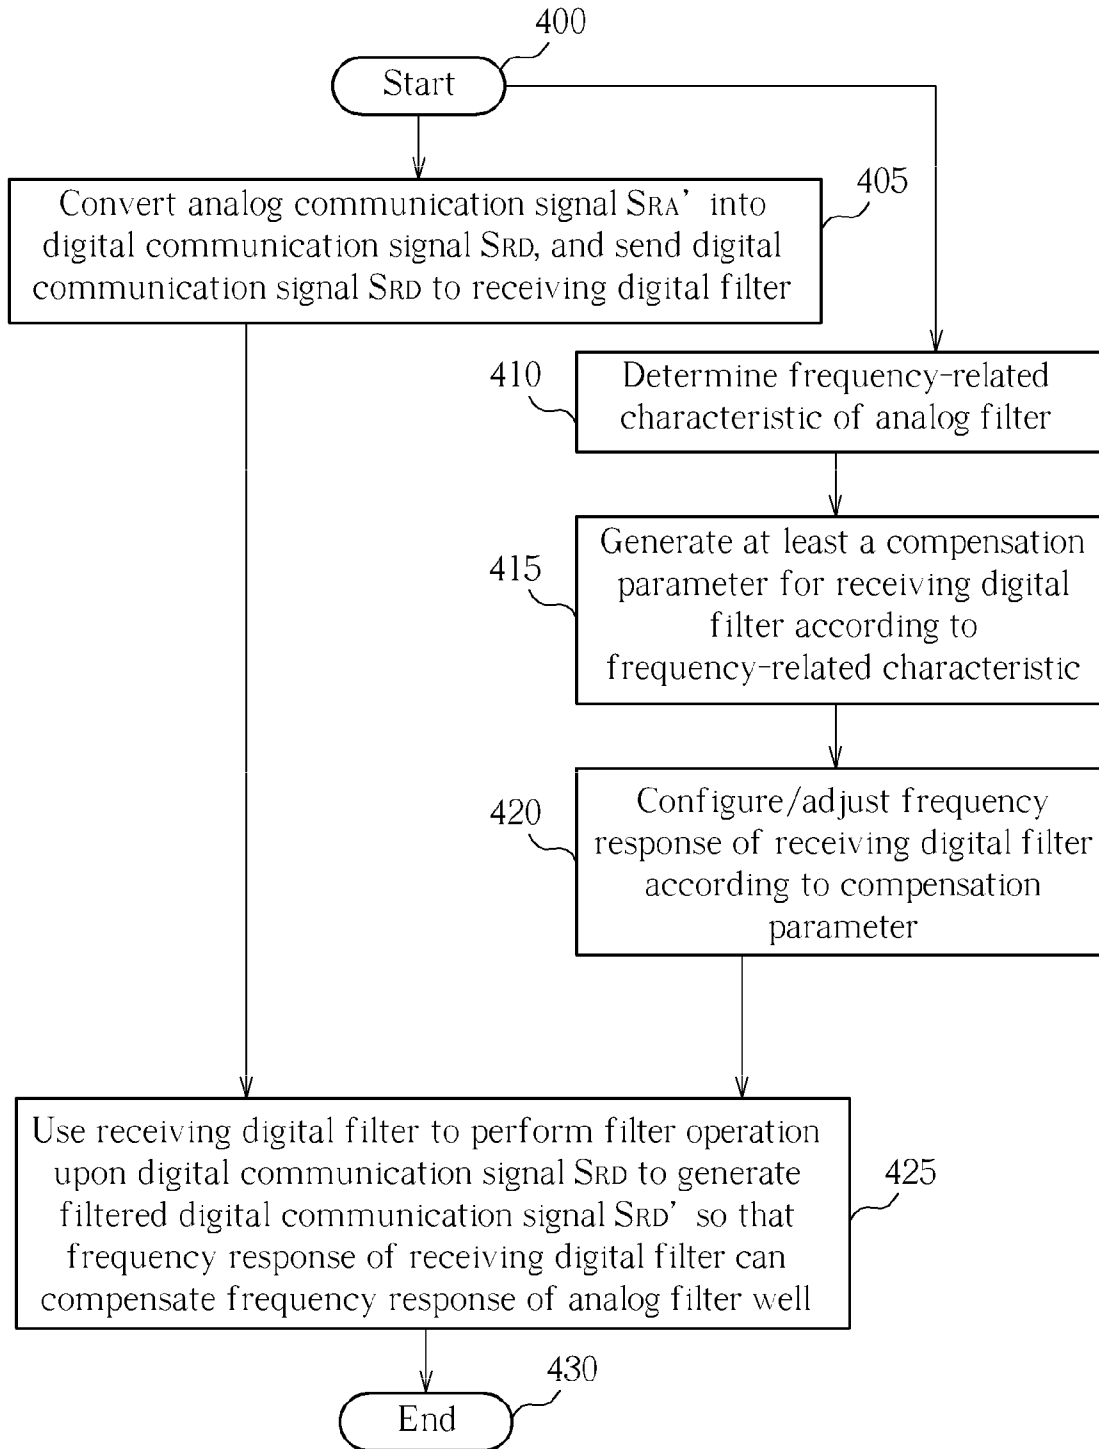 400
Start
405
Convert analog communication signal SRA' into
digital communication signal SRD, and send digital
communication signal SRD to receiving digital filter
410
Determine frequency-related
characteristic of analog filter
415
Generate at least a compensation
parameter for receiving digital
filter according to
frequency-related characteristic
420
Configure/adjust frequency
response of receiving digital filter
according to compensation
parameter
Use receiving digital filter to perform filter operation
upon digital communication signal SRD to generate
filtered digital communication signal SRD' so that
frequency response of receiving digital filter can
compensate frequency response of analog filter well
425
430
End